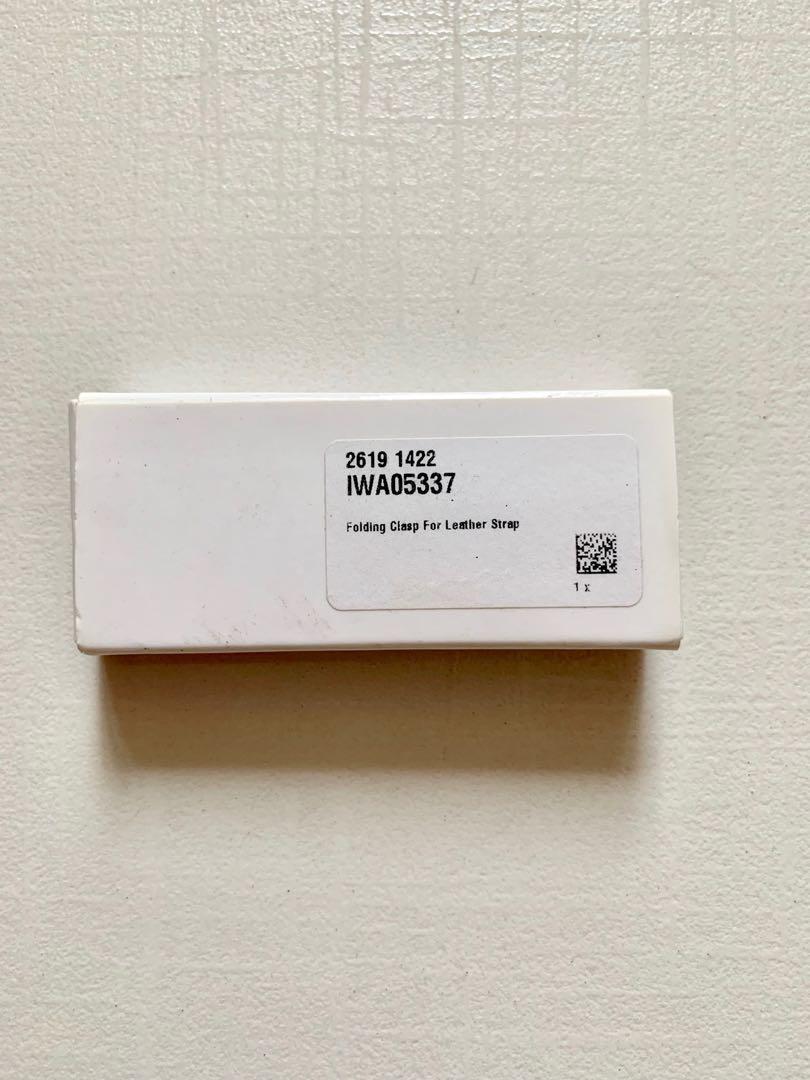 2619 1422
IWA05337
Folding Clasp For Leather Strap
1 x